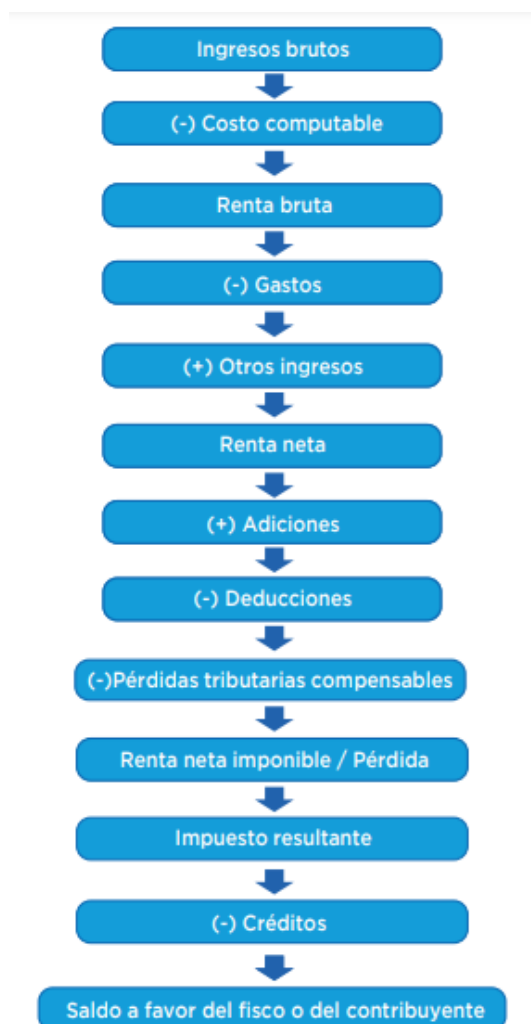 Ingresos brutos
(-) Costo computable
Renta bruta
(-) Gastos
(+) Otros ingresos
Renta neta
(+) Adiciones
(-) Deducciones
(-)Pérdidas tributarias compensables
Renta neta imponible / Pérdida
Impuesto resultante
(-) Créditos
Saldo a favor del fisco o del contribuyente